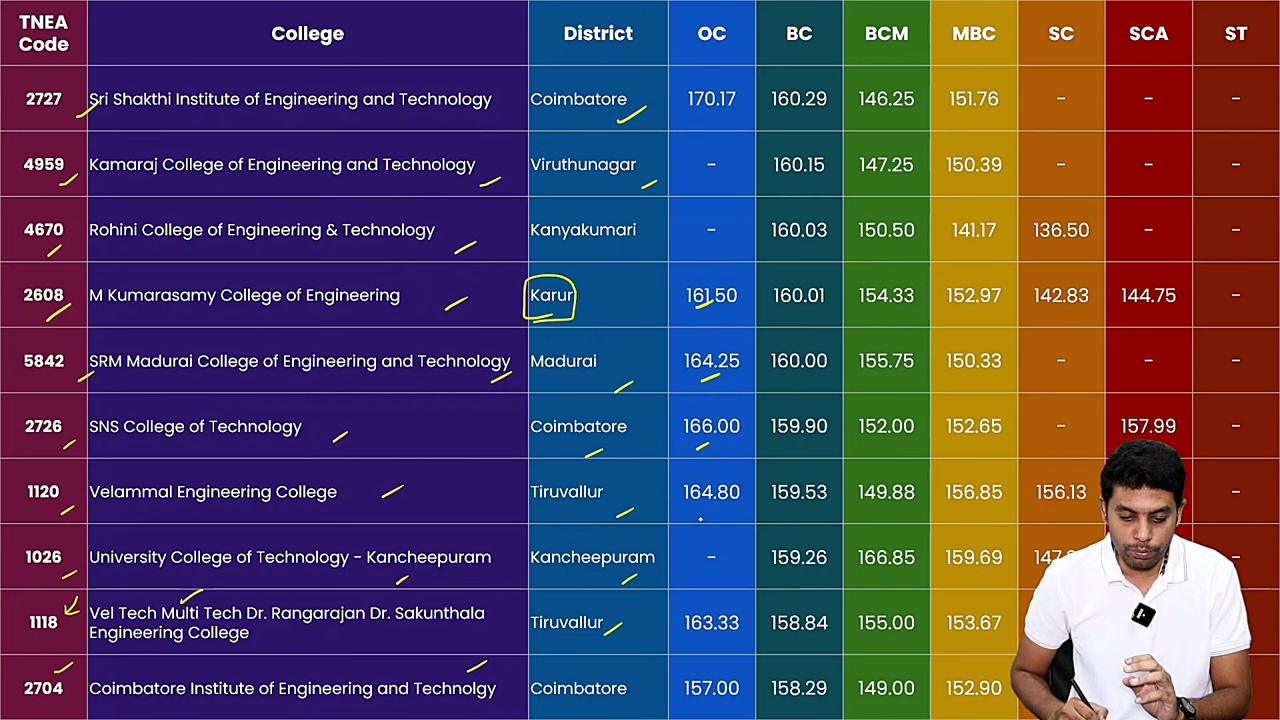 TNEA Code College District OC BC BCM MBC SC SCA ST
2727 Sri Shakthi Institute of Engineering and Technology Coimbatore 170.17 160.29 146.25 151.76 - - -
4959 Kamaraj College of Engineering and Technology Viruthunagar - 160.15 147.25 150.39 - - -
4670 Rohini College of Engineering & Technology Kanyakumari - 160.03 150.50 141.17 136.50 - -
2608 M Kumarasamy College of Engineering Karur 161.50 160.01 154.33 152.97 142.83 144.75 -
5842 SRM Madurai College of Engineering and Technology Madurai 164.25 160.00 155.75 150.33 - - -
2726 SNS College of Technology Coimbatore 166.00 159.90 152.00 152.65 - 157.99 -
1120 Velammal Engineering College Tiruvallur 164.80 159.53 149.88 156.85 156.13 -
1026 University College of Technology - Kancheepuram Kancheepuram - 159.26 166.85 159.69 -
1118 Vel Tech Multi Tech Dr. Rangarajan Dr. Sakunthala Engineering College Tiruvallur 163.33 158.84 155.00 153.67 -
2704 Coimbatore Institute of Engineering and Technolgy Coimbatore 157.00 158.29 149.00 152.90